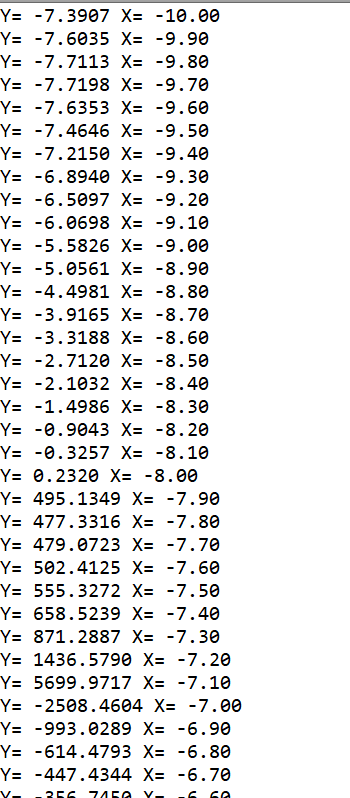 Y= -7.3907 X= -10.00
Y= -7.6035 X= -9.90
Y= -7.7113 X= -9.80
Y= -7.7198 X= -9.70
Y= -7.6353 X= -9.60
Y= -7.4646 X= -9.50
Y= -7.2150 X= -9.40
Y= -6.8940 X= -9.30
Y= -6.5097 X= -9.20
Y= -6.0698 X= -9.10
Y= -5.5826 X= -9.00
Y= -5.0561 X= -8.90
Y= -4.4981 X= -8.80
Y= -3.9165 X= -8.70
Y= -3.3188 X= -8.60
Y= -2.7120 X= -8.50
Y= -2.1032 X= -8.40
Y= -1.4986 X= -8.30
Y= -0.9043 X= -8.20
Y= -0.3257 X= -8.10
Y= 0.2320 X= -8.00
Y= 495.1349 X= -7.90
Y= 477.3316 X= -7.80
Y= 479.0723 X= -7.70
Y= 502.4125 X= -7.60
Y= 555.3272 X= -7.50
Y= 658.5239 X= -7.40
Y= 871.2887 X= -7.30
Y= 1436.5790 X= -7.20
Y= 5699.9717 X= -7.10
Y= -2508.4604 X= -7.00
Y= -993.0289 X= -6.90
Y= -614.4793 X= -6.80
Y= -447.4344 X= -6.70
Y= -356.7450 X= -6.60